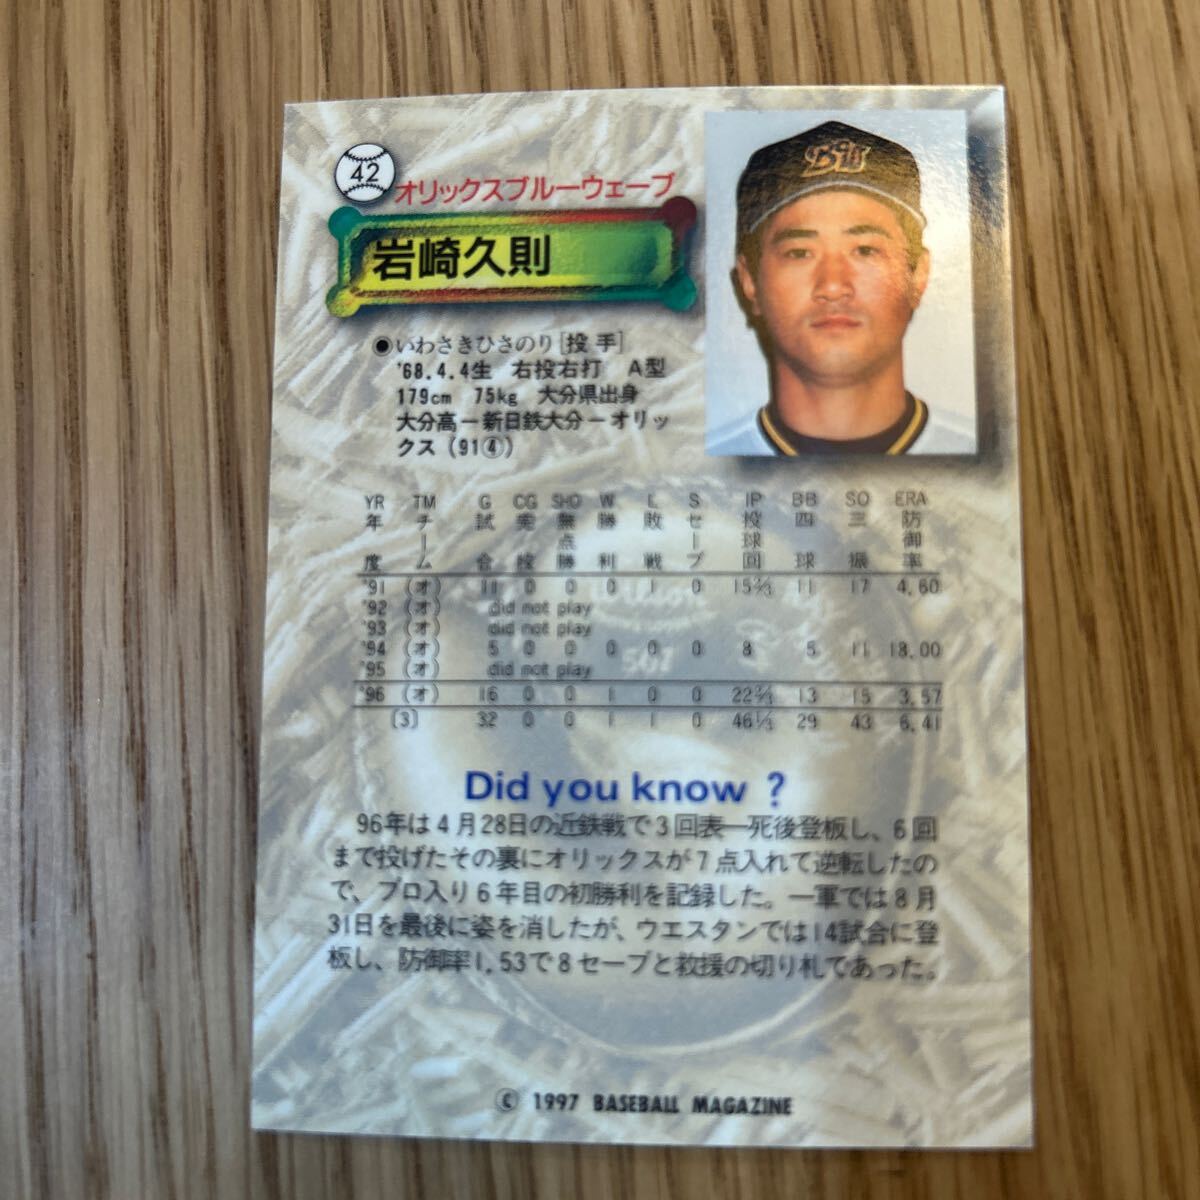 42
オリックスブルーウェーブ
岩崎久則
●いわさきひさのり[投手]
'68.4.4生 右投右打 A型
179cm 75kg 大分県出身
大分高－新日鉄大分－オリッ
クス（91④）
YR TM G CG SHO W L S IP BB SO ERA
年度 チーム 試合 完投 無点勝 勝利 敗戦 セーブ 投球回 四球 三振 防御率
'91 (オ) 11 0 0 0 1 0 15⅔ 11 17 4.60
'92 (オ) did not play
'93 (オ) did not play
'94 (オ) 5 0 0 0 0 0 8 5 11 18.00
'95 (オ) did not play
'96 (オ) 16 0 0 1 0 0 22⅔ 13 15 3.57
〔3〕 32 0 0 1 1 0 46⅓ 29 43 6.41
Did you know ?
96年は4月28日の近鉄戦で3回表一死後登板し、6回
まで投げたその裏にオリックスが7点入れて逆転したの
で、プロ入り6年目の初勝利を記録した。一軍では8月
31日を最後に姿を消したが、ウエスタンでは14試合に登
板し、防御率1.53で8セーブと救援の切り札であった。
© 1997 BASEBALL MAGAZINE